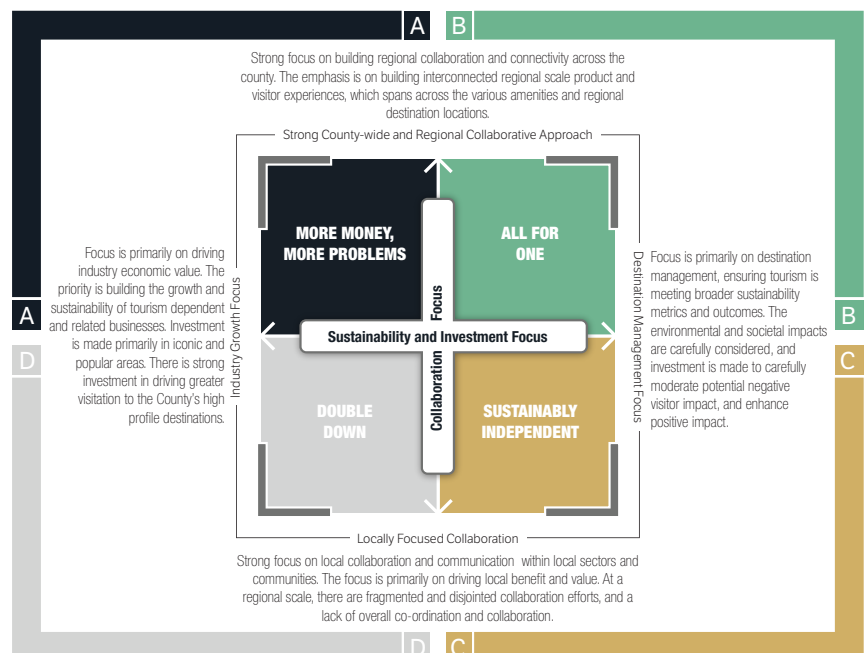 A
B
Strong focus on building regional collaboration and connectivity across the
county. The emphasis is on building interconnected regional scale product and
visitor experiences, which spans across the various amenities and regional
destination locations.
Strong County-wide and Regional Collaborative Approach
MORE MONEY,
MORE PROBLEMS
ALL FOR
ONE
Focus is primarily on driving
industry economic value. The
priority is building the growth and
sustainability of tourism dependent
and related businesses. Investment
is made primarily in iconic and
popular areas. There is strong
investment in driving greater
visitation to the County's high
profile destinations.
Industry Growth Focus
Collaboration Focus
Sustainability and Investment Focus
Destination Management Focus
Focus is primarily on destination
management, ensuring tourism is
meeting broader sustainability
metrics and outcomes. The
environmental and societal impacts
are carefully considered, and
investment is made to carefully
moderate potential negative
visitor impact, and enhance
positive impact.
A
B
D
C
DOUBLE
DOWN
SUSTAINABLY
INDEPENDENT
Locally Focused Collaboration
Strong focus on local collaboration and communication within local sectors and
communities. The focus is primarily on driving local benefit and value. At a
regional scale, there are fragmented and disjointed collaboration efforts, and a
lack of overall co-ordination and collaboration.
D
C